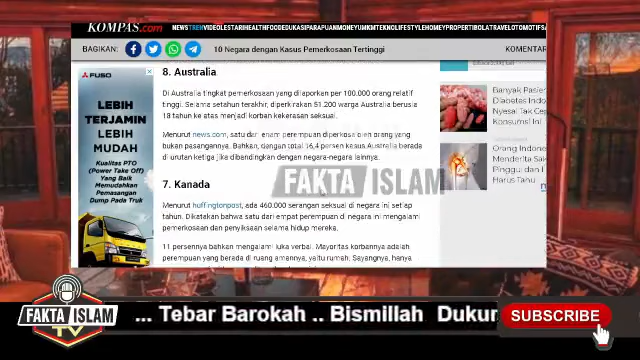 KOMPAS.com
NEWS TREN VIDEO LESTARI HEALTH FOOD EDUKASI PARAPUAN MONEY UMKM TEKNO LIFESTYLE HOMEY PROPERTI BOLA TRAVEL OTOMOTIF
BAGIKAN:
10 Negara dengan Kasus Pemerkosaan Tertinggi
KOMENTAR
8. Australia
Di Australia tingkat pemerkosaan yang dilaporkan per 100.000 orang relatif
tinggi. Selama setahun terakhir, diperkirakan 51.200 warga Australia berusia
18 tahun ke atas menjadi korban kekerasan seksual.
Menurut news.com, satu dari enam perempuan diperkosa oleh orang yang
bukan pasangannya. Bahkan, dengan total 16,4 persen kasus Australia berada
di urutan ketiga jika dibandingkan dengan negara-negara lainnya.
7. Kanada
Menurut huffingtonpost, ada 460.000 serangan seksual di negara ini setiap
tahun. Dikatakan bahwa satu dari empat perempuan di negara ini mengalami
pemerkosaan dan penyiksaan selama hidup mereka.
11 persennya bahkan mengalami luka verbal. Mayoritas korbannya adalah
perempuan yang berada di ruang amannya, yaitu rumah. Sayangnya, hanya
FUSO
LEBIH
TERJAMIN
LEBIH
MUDAH
Kualitas PTO
(Power Take Off)
Yang Baik
Memudahkan
Pemasangan
Dump Pada Truk
Banyak Pasien
Diabetes Indo
Nyesal Tak Ce
Konsumsi Ini
Orang Indone
Menderita Sak
Pinggul dan I
Harus Tahu
FAKTA ISLAM
FAKTA ISLAM
TV
... Tebar Barokah .. Bismillah Dukun
SUBSCRIBE